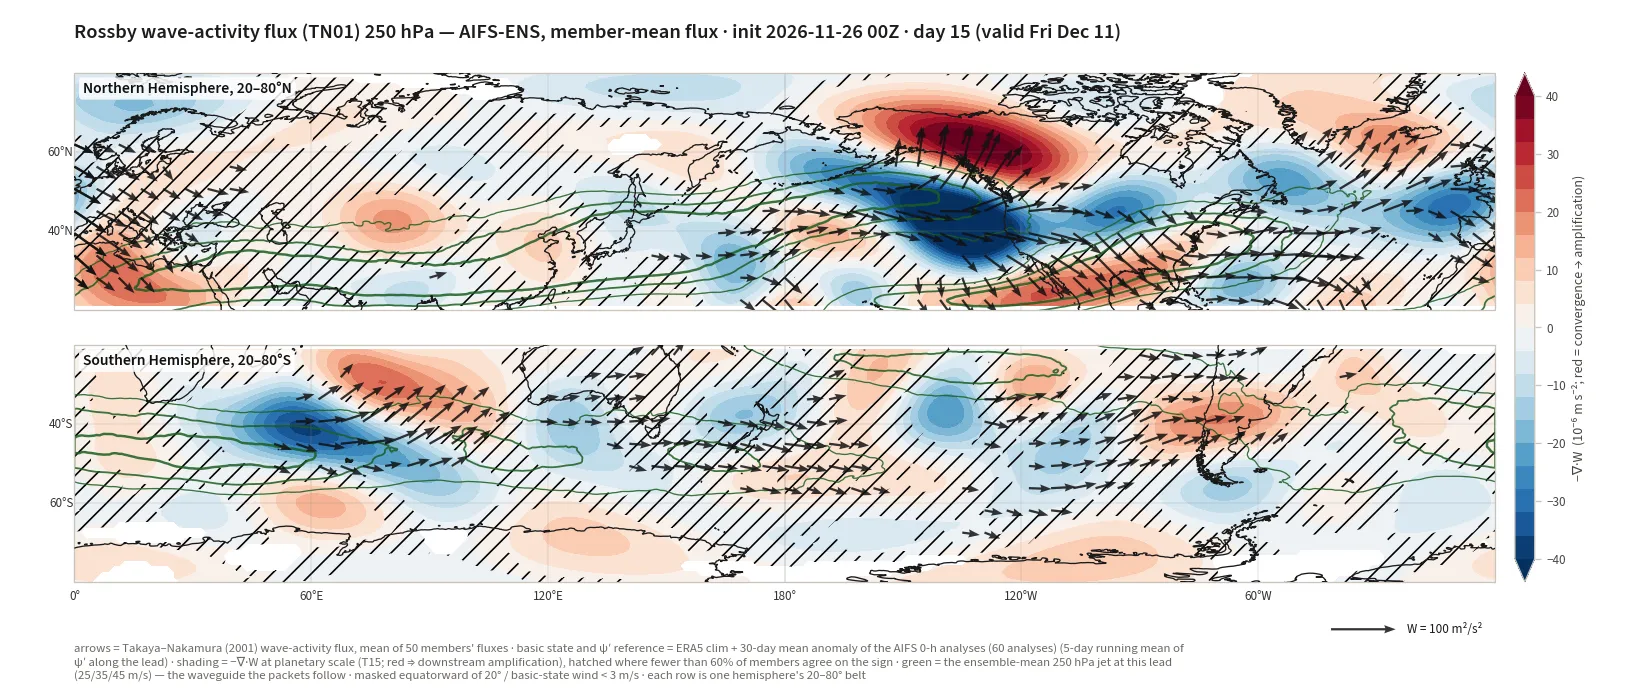 Rossby wave-activity flux (TN01) 250 hPa — AIFS-ENS, member-mean flux · init 2026-11-26 00Z · day 15 (valid Fri Dec 11)
Northern Hemisphere, 20–80°N
60°N
40°N
Southern Hemisphere, 20–80°S
40°S
60°S
0°
60°E
120°E
180°
120°W
60°W
40
30
20
10
0
−10
−20
−30
−40
−∇·W (10⁻⁶ m s⁻²; red = convergence → amplification)
W = 100 m²/s²
arrows = Takaya–Nakamura (2001) wave-activity flux, mean of 50 members' fluxes · basic state and ψ' reference = ERA5 clim + 30-day mean anomaly of the AIFS 0-h analyses (60 analyses) (5-day running mean of
ψ' along the lead) · shading = −∇·W at planetary scale (T15; red ⇒ downstream amplification), hatched where fewer than 60% of members agree on the sign · green = the ensemble-mean 250 hPa jet at this lead
(25/35/45 m/s) — the waveguide the packets follow · masked equatorward of 20° / basic-state wind < 3 m/s · each row is one hemisphere's 20–80° belt